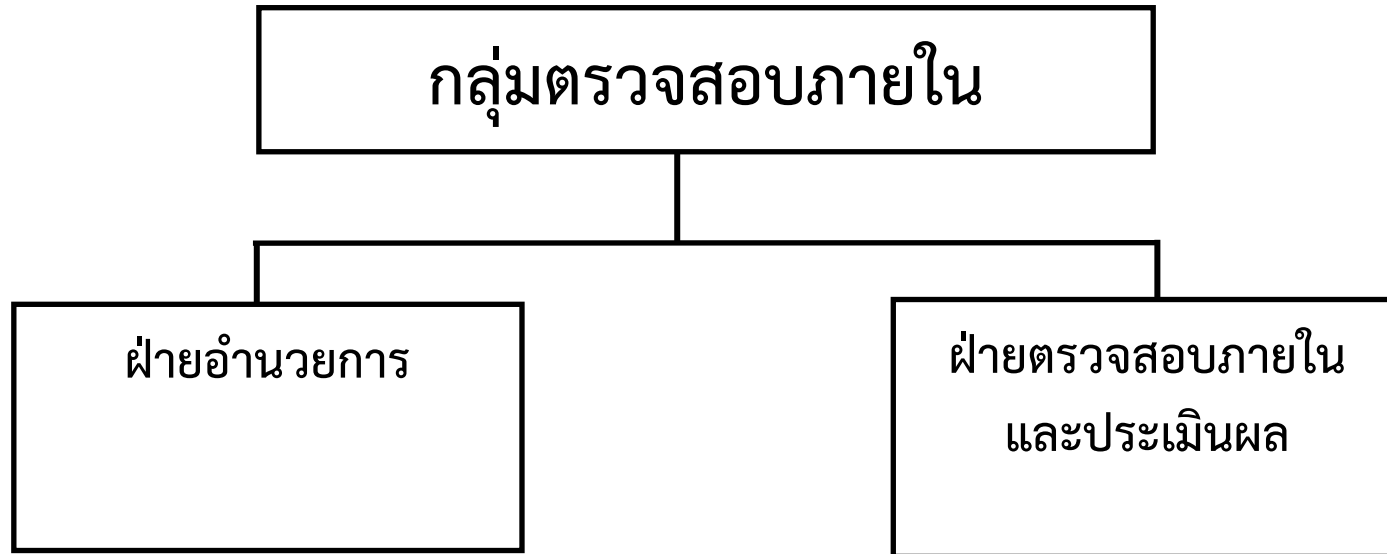 กลุ่มตรวจสอบภายใน
ฝ่ายอำนวยการ
ฝ่ายตรวจสอบภายใน
และประเมินผล